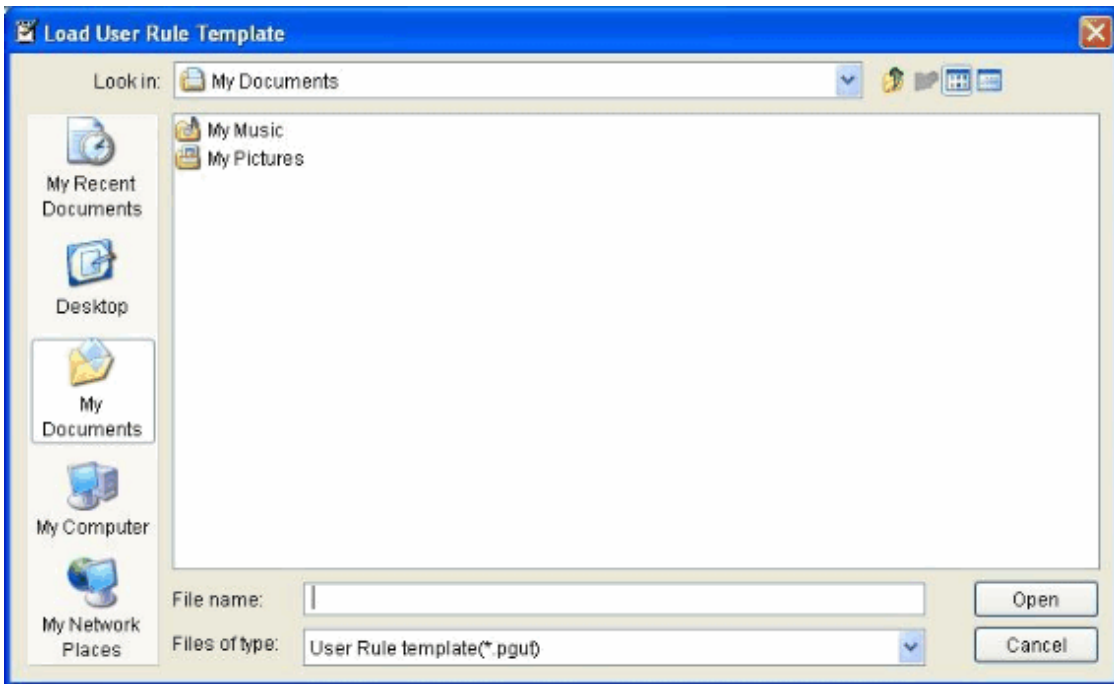 Load User Rule Template
Look in:
My Documents
My Music
My Pictures
My Recent
Documents
Desktop
My
Documents
My Computer
My Network
Places
File name:
Open
Files of type:
User Rule template(*.pgut)
Cancel